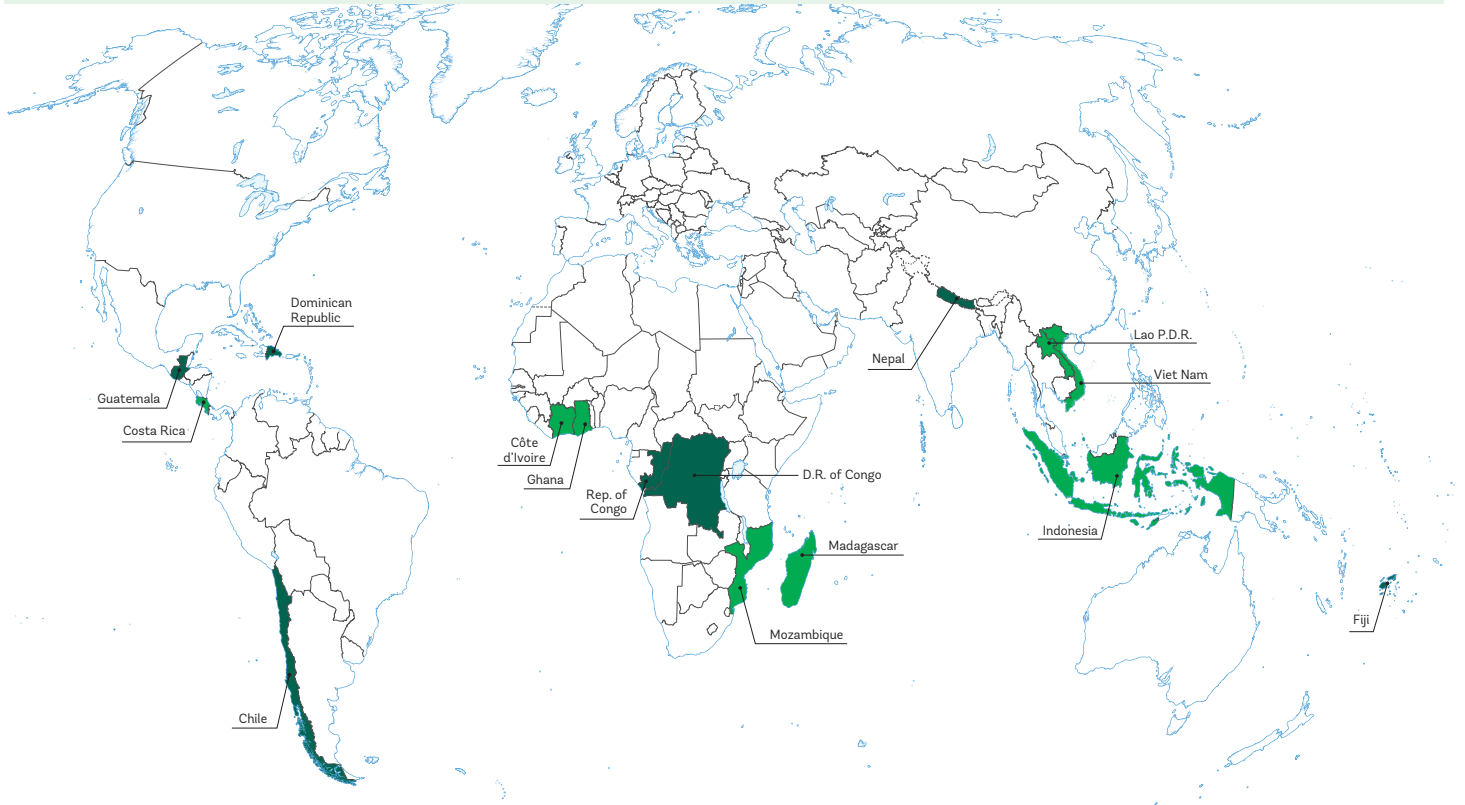 Dominican
Republic
Guatemala
Costa Rica
Chile
Côte
d'Ivoire
Ghana
Rep. of
Congo
D.R. of Congo
Madagascar
Mozambique
Nepal
Lao P.D.R.
Viet Nam
Indonesia
Fiji